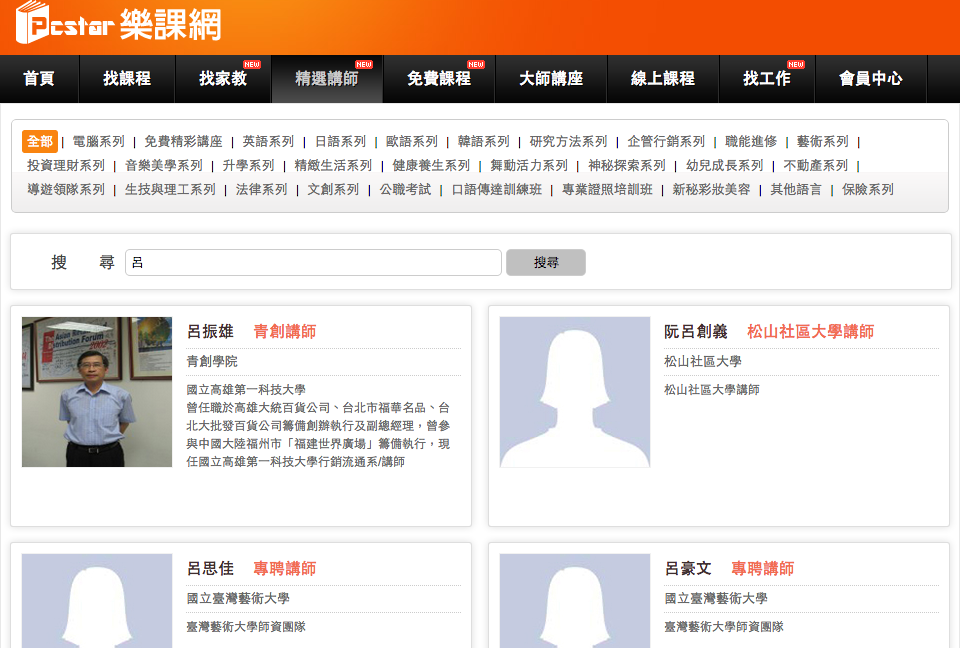 Pcstar 樂課網
首頁 找課程 找家教 NEW 精選講師 NEW 免費課程 NEW 大師講座 線上課程 找工作 NEW 會員中心
全部 | 電腦系列 | 免費精彩講座 | 英語系列 | 日語系列 | 歐語系列 | 韓語系列 | 研究方法系列 | 企管行銷系列 | 職能進修 | 藝術系列 |
投資理財系列 | 音樂美學系列 | 升學系列 | 精緻生活系列 | 健康養生系列 | 舞動活力系列 | 神秘探索系列 | 幼兒成長系列 | 不動產系列 |
導遊領隊系列 | 生技與理工系列 | 法律系列 | 文創系列 | 公職考試 | 口語傳達訓練班 | 專業證照培訓班 | 新秘彩妝美容 | 其他語言 | 保險系列
搜 尋 呂 搜尋
呂振雄 青創講師
青創學院
國立高雄第一科技大學
曾任職於高雄大統百貨公司、台北市福華名品、台
北大批發百貨公司籌備創辦執行及副總經理，曾參
與中國大陸福州市「福建世界廣場」籌備執行，現
任國立高雄第一科技大學行銷流通系/講師
阮呂創義 松山社區大學講師
松山社區大學
松山社區大學講師
呂思佳 專聘講師
國立臺灣藝術大學
臺灣藝術大學師資團隊
呂豪文 專聘講師
國立臺灣藝術大學
臺灣藝術大學師資團隊